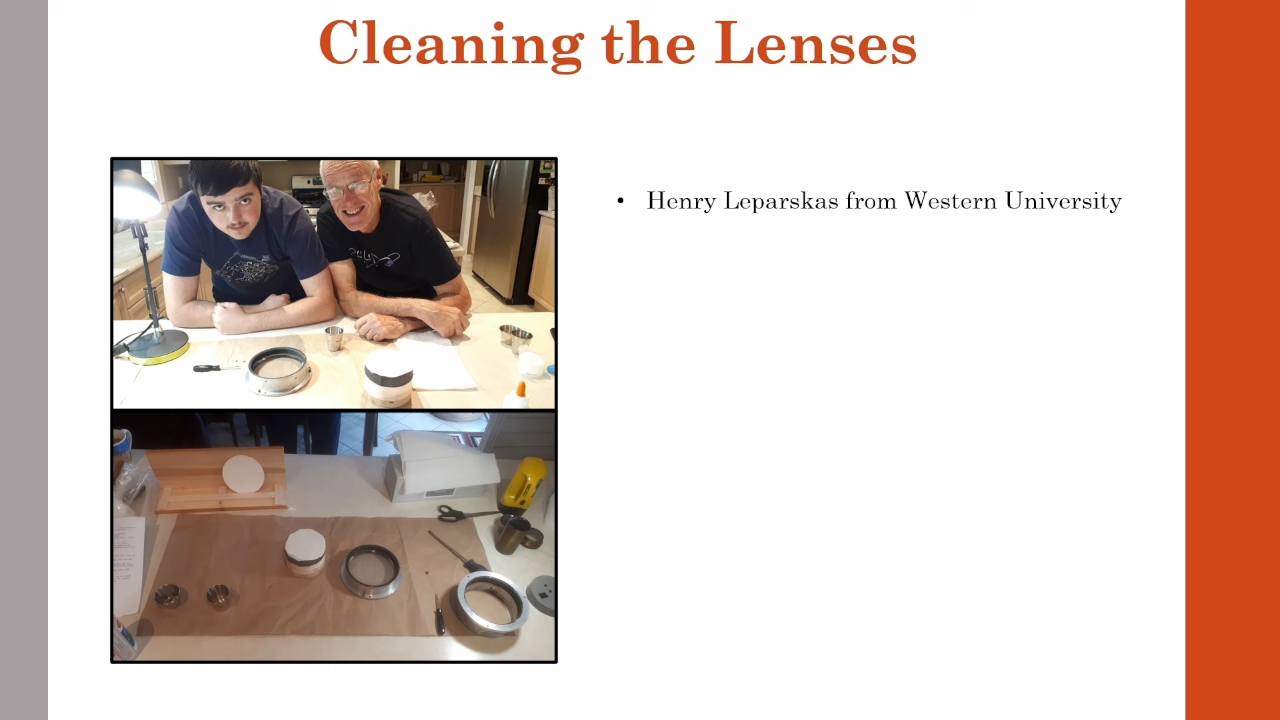 Cleaning the Lenses
• Henry Leparskas from Western University